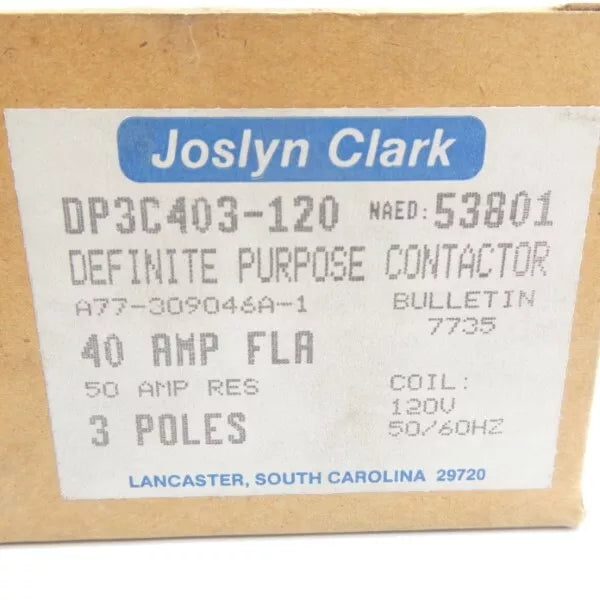 Joslyn Clark
DP3C403-120 NAED: 53801
DEFINITE PURPOSE CONTACTOR
A77-309046A-1 BULLETIN
7735
40 AMP FLA
50 AMP RES COIL:
120V
3 POLES 50/60HZ
LANCASTER, SOUTH CAROLINA 29720